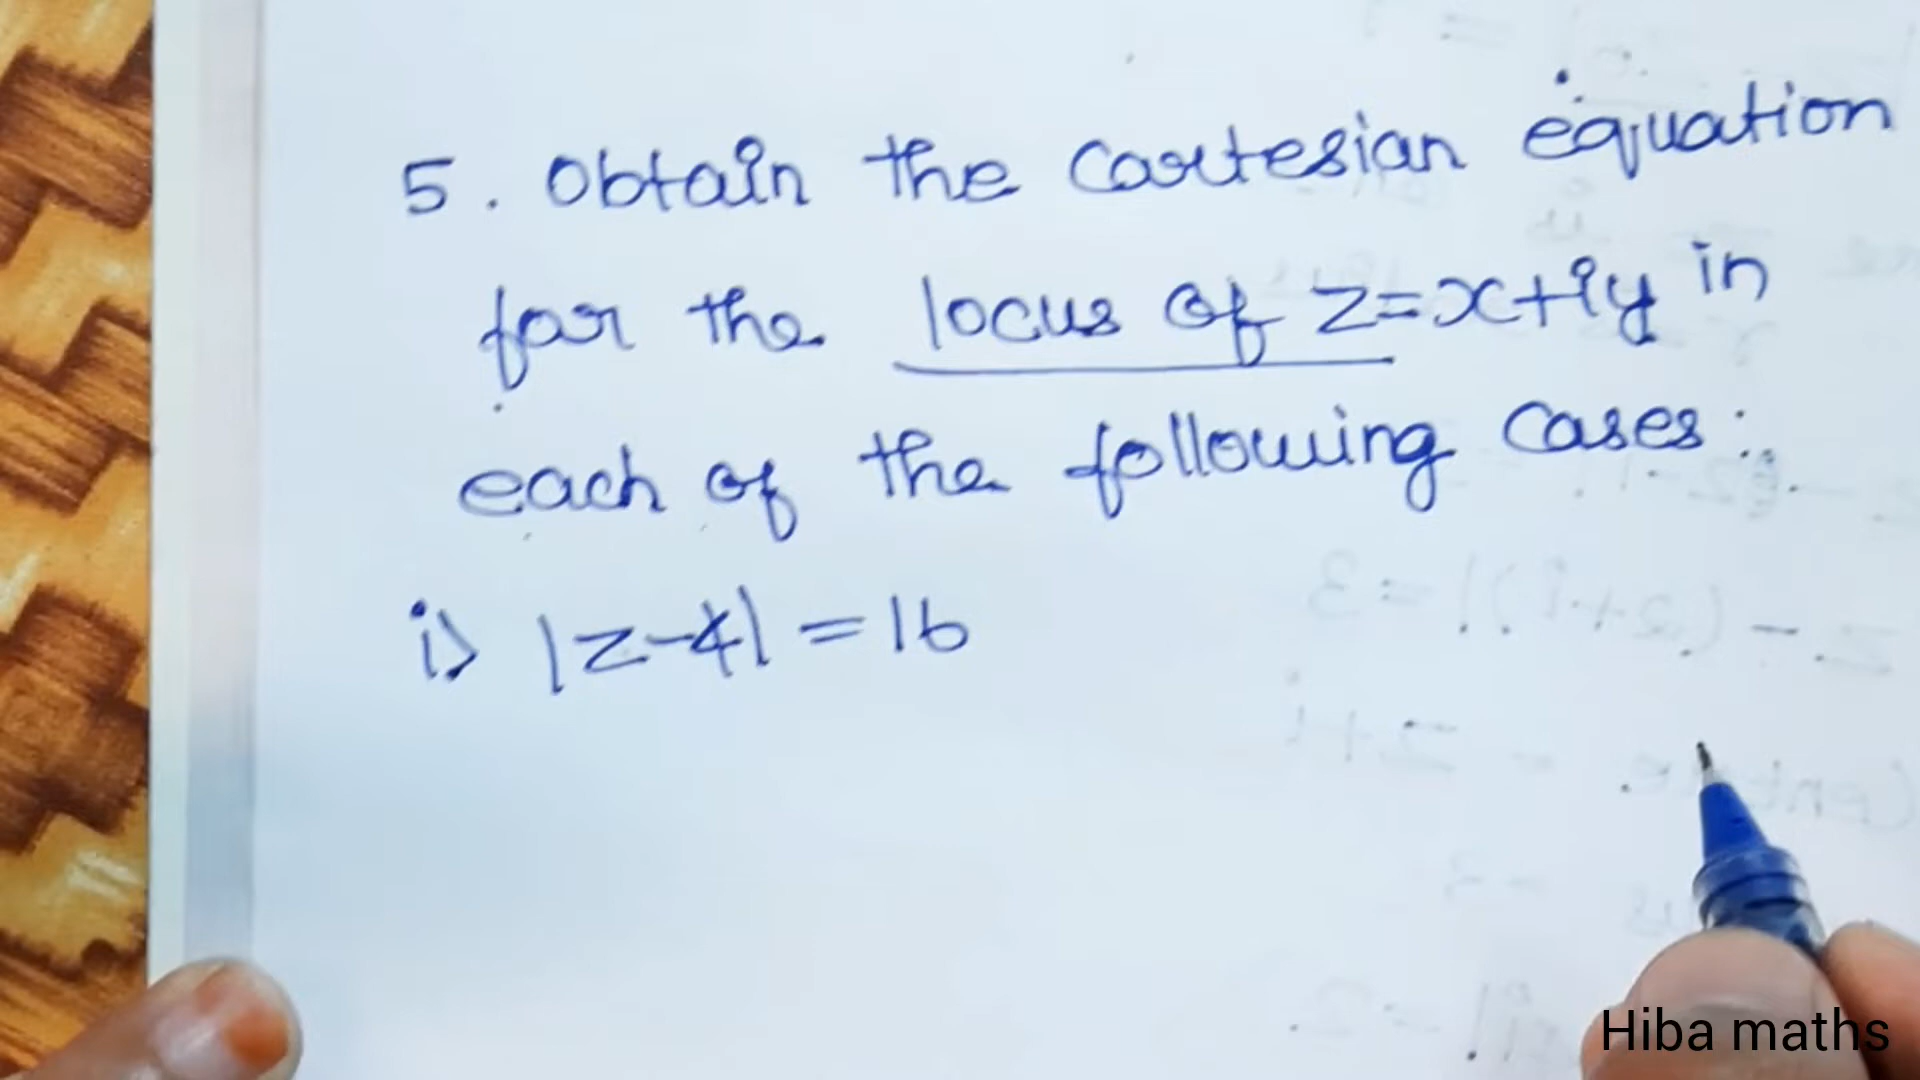 5. Obtain the Cartesian equation
for the locus of z=x+iy in
each of the following cases:
i) |z-4| = 16
Hiba maths